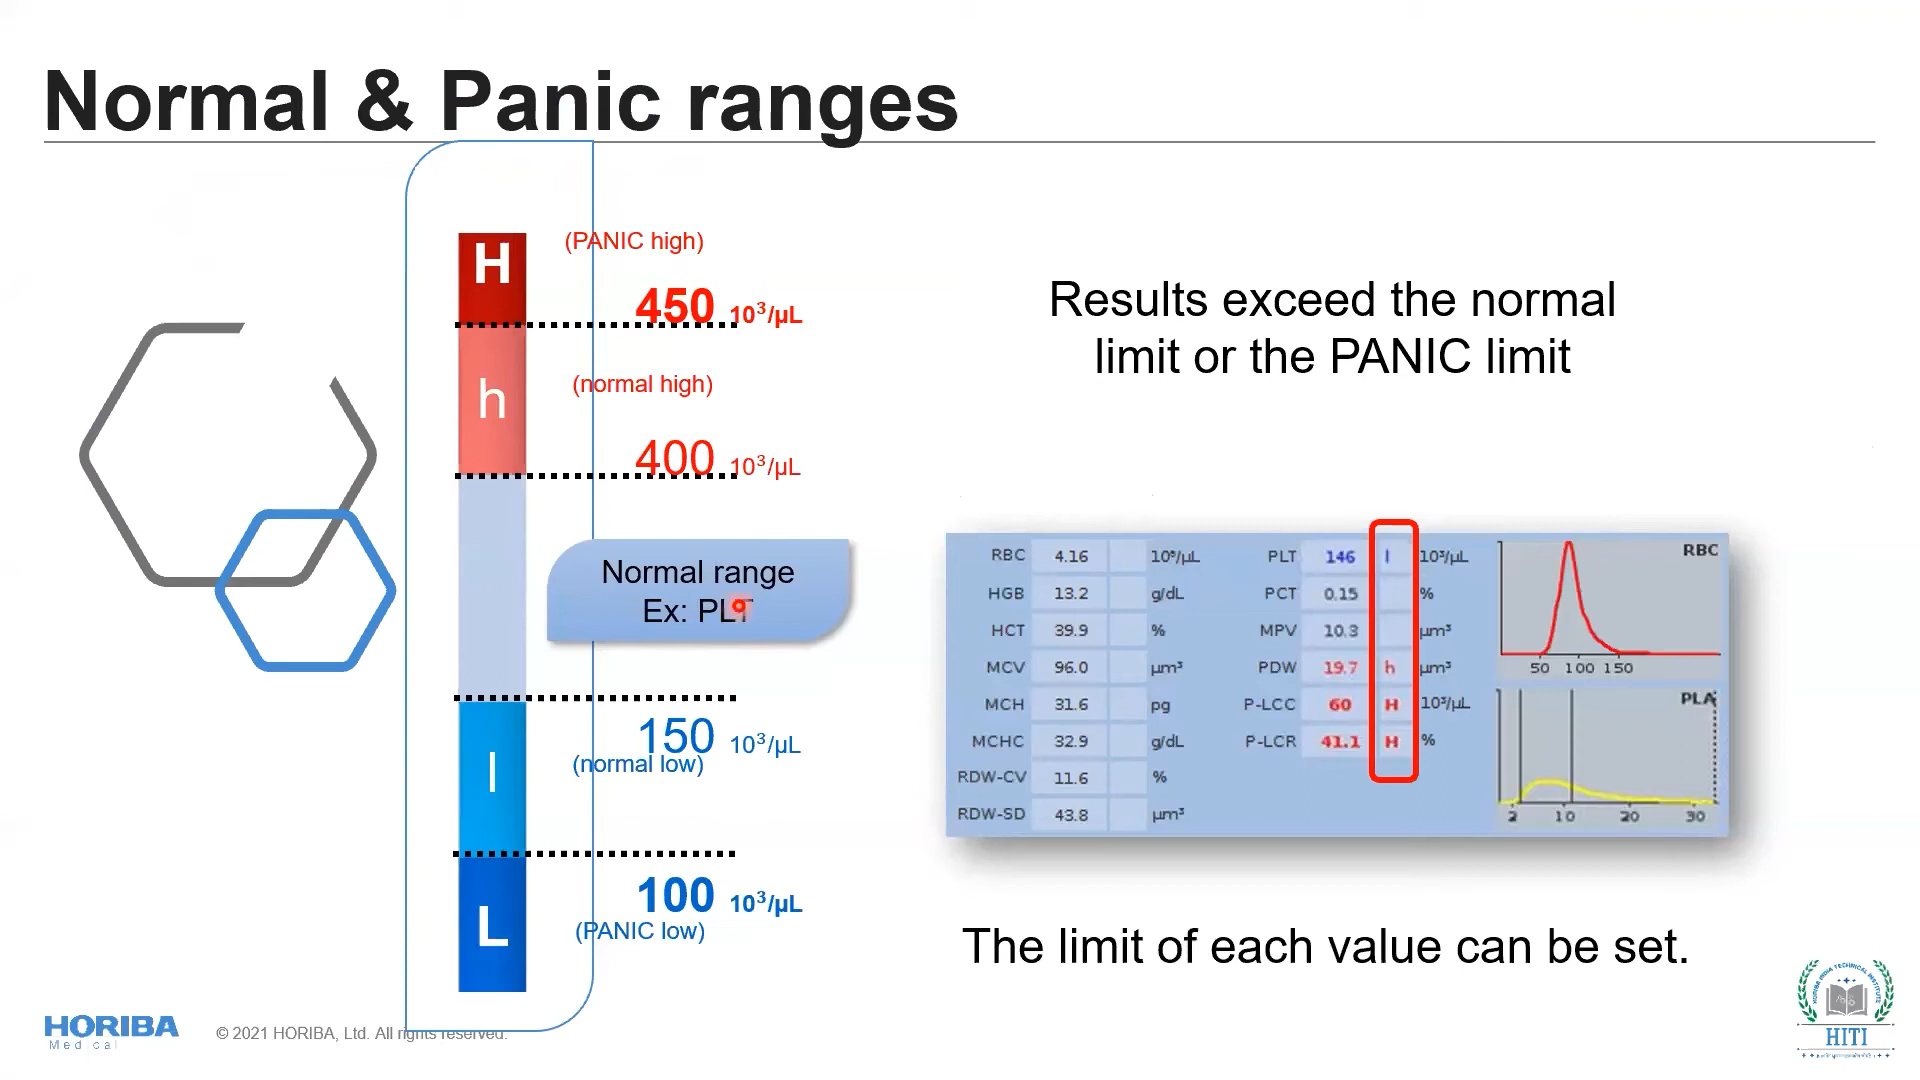 Normal & Panic ranges
H
(PANIC high)
450 10³/µL
h
(normal high)
400 10³/µL
Normal range
Ex: PLT
150 10³/µL
(normal low)
l
100 10³/µL
(PANIC low)
L
Results exceed the normal
limit or the PANIC limit
RBC 4.16 10⁶/µL
HGB 13.2 g/dL
HCT 39.9 %
MCV 96.0 µm³
MCH 31.6 pg
MCHC 32.9 g/dL
RDW-CV 11.6 %
RDW-SD 43.8 µm³
PLT 146 l 10³/µL
PCT 0.15 %
MPV 10.3 µm³
PDW 19.7 h µm³
P-LCC 60 H 10³/µL
P-LCR 41.1 H %
RBC
50 100 150
PLA
2 10 20 30
The limit of each value can be set.
HORIBA
Medical
© 2021 HORIBA, Ltd. All rights reserved.
HORIBA INDIA TECHNICAL INSTITUTE
HITI